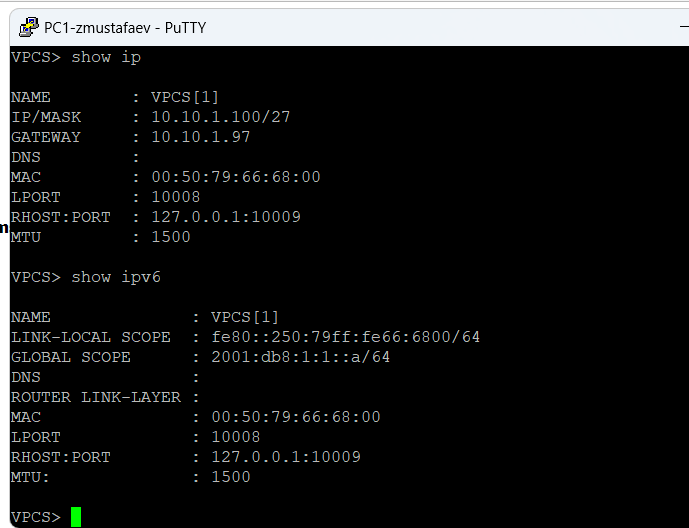 PC1-zmustafaev - PuTTY
VPCS> show ip
NAME : VPCS[1]
IP/MASK : 10.10.1.100/27
GATEWAY : 10.10.1.97
DNS :
MAC : 00:50:79:66:68:00
LPORT : 10008
RHOST:PORT : 127.0.0.1:10009
MTU : 1500
VPCS> show ipv6
NAME : VPCS[1]
LINK-LOCAL SCOPE : fe80::250:79ff:fe66:6800/64
GLOBAL SCOPE : 2001:db8:1:1::a/64
DNS :
ROUTER LINK-LAYER :
MAC : 00:50:79:66:68:00
LPORT : 10008
RHOST:PORT : 127.0.0.1:10009
MTU: : 1500
VPCS>